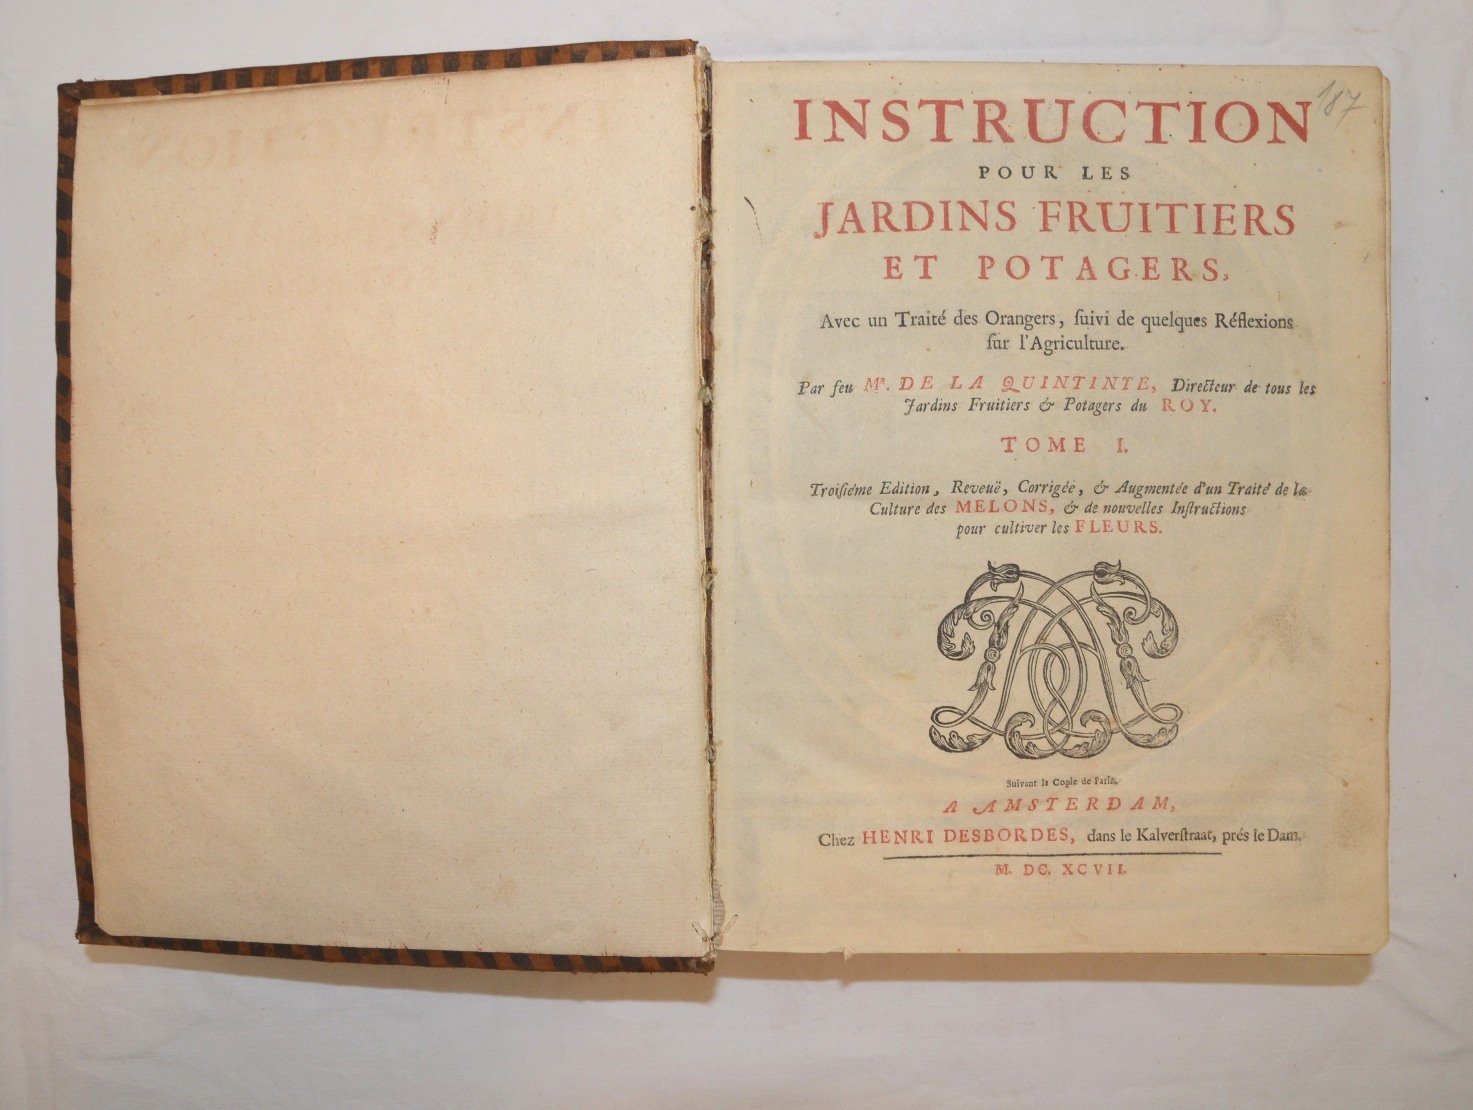 187
INSTRUCTION
POUR LES
JARDINS FRUITIERS
ET POTAGERS,
Avec un Traité des Orangers, ſuivi de quelques Réflexions
ſur l'Agriculture.
Par feu Mr. DE LA QUINTINYE, Directeur de tous les
Jardins Fruitiers & Potagers du ROY.
TOME I.
Troiſiéme Edition, Reveuë, Corrigée, & Augmentée d'un Traité de la
Culture des MELONS, & de nouvelles Inſtructions
pour cultiver les FLEURS.
Suivant la Copie de Paris.
A AMSTERDAM,
Chez HENRI DESBORDES, dans le Kalverſtraat, prés le Dam.
M. DC. XCVII.